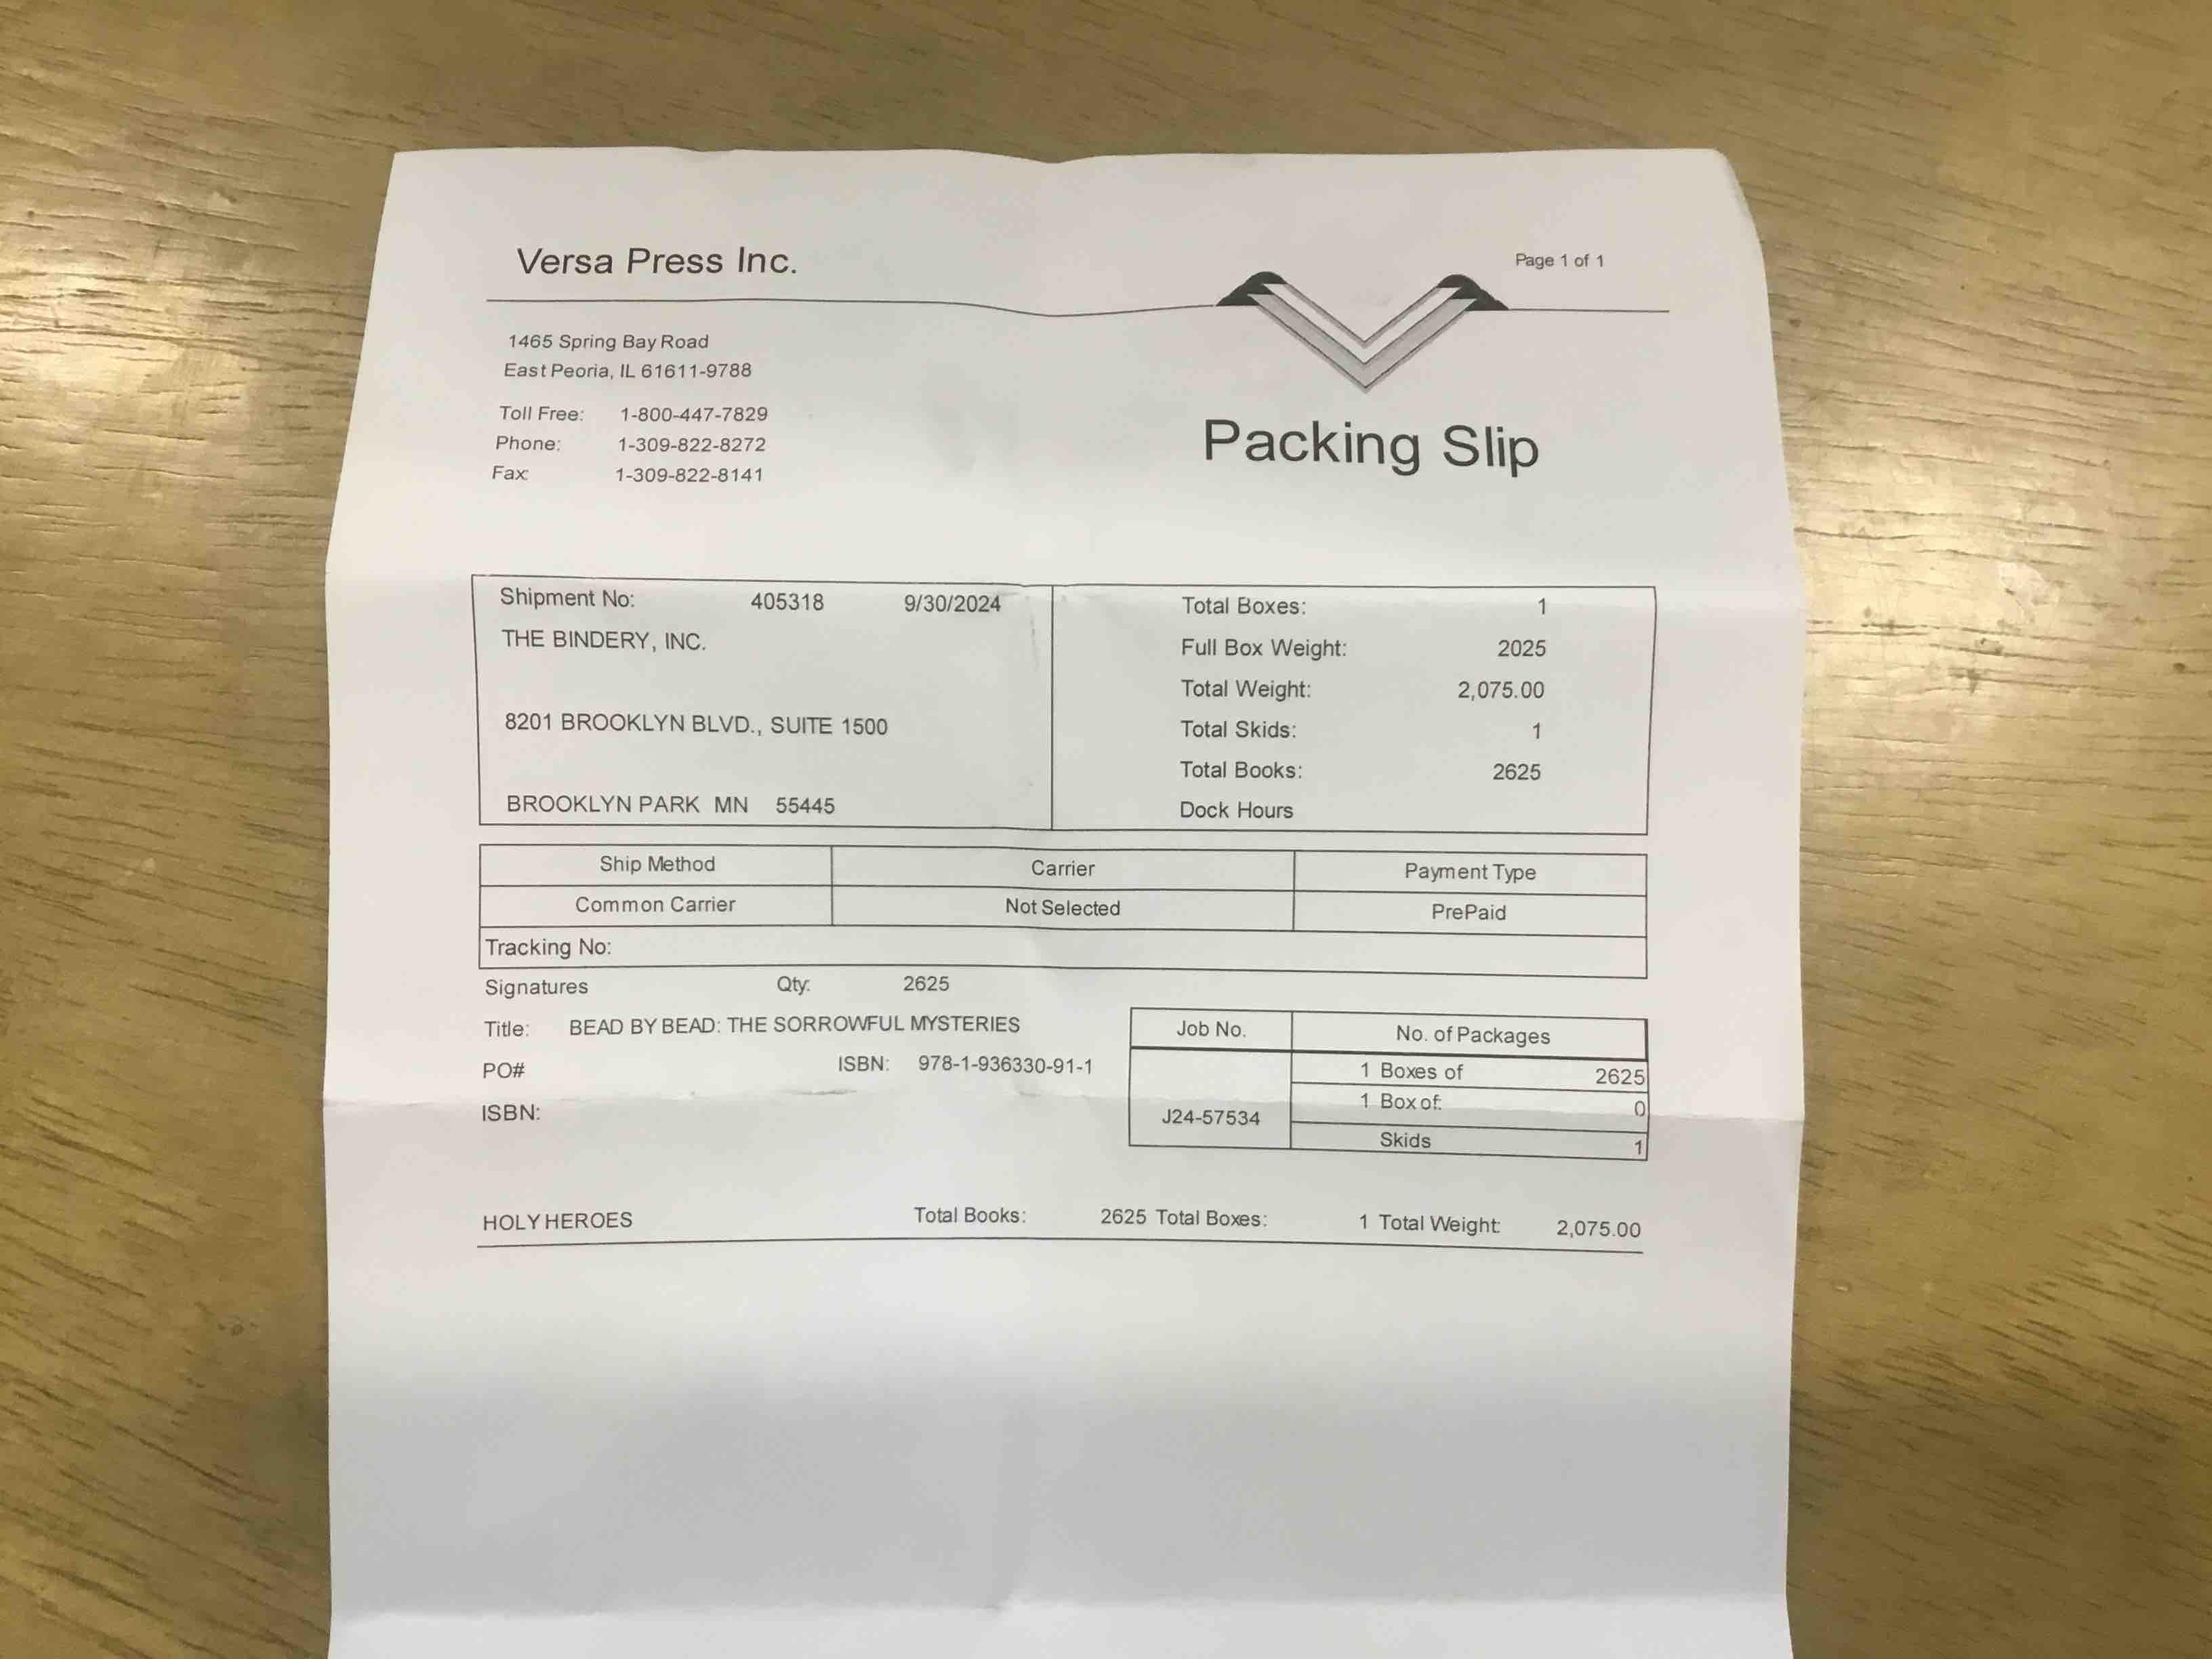 Versa Press Inc.
Page 1 of 1
1465 Spring Bay Road
East Peoria, IL 61611-9788
Toll Free: 1-800-447-7829
Phone: 1-309-822-8272
Fax: 1-309-822-8141
Packing Slip
Shipment No: 405318 9/30/2024
THE BINDERY, INC.
8201 BROOKLYN BLVD., SUITE 1500
BROOKLYN PARK MN 55445
Total Boxes: 1
Full Box Weight: 2025
Total Weight: 2,075.00
Total Skids: 1
Total Books: 2625
Dock Hours
Ship Method Carrier Payment Type
Common Carrier Not Selected PrePaid
Tracking No:
Signatures Qty: 2625
Title: BEAD BY BEAD: THE SORROWFUL MYSTERIES
PO# ISBN: 978-1-936330-91-1
ISBN:
Job No. No. of Packages
1 Boxes of 2625
1 Box of: 0
J24-57534
Skids 1
HOLY HEROES Total Books: 2625 Total Boxes: 1 Total Weight: 2,075.00